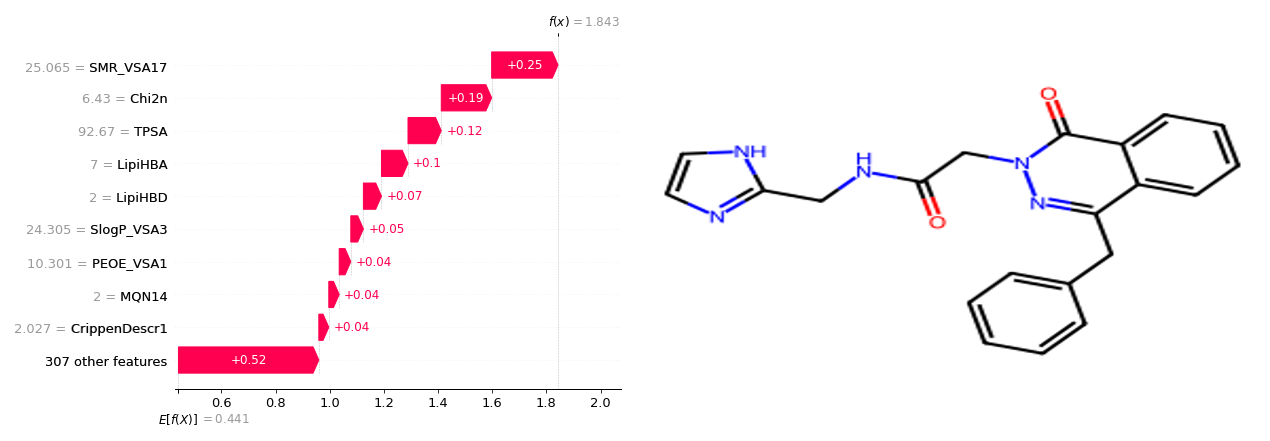 f(x) = 1.843
25.065 = SMR_VSA17
+0.25
6.43 = Chi2n
+0.19
92.67 = TPSA
+0.12
7 = LipiHBA
+0.1
2 = LipiHBD
+0.07
24.305 = SlogP_VSA3
+0.05
10.301 = PEOE_VSA1
+0.04
2 = MQN14
+0.04
2.027 = CrippenDescr1
+0.04
307 other features
+0.52
0.6 0.8 1.0 1.2 1.4 1.6 1.8 2.0
E[f(X)] = 0.441
O
NH
H
N
N
N
N
O